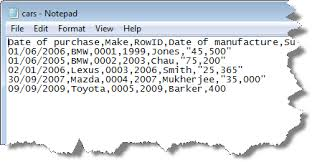 cars - Notepad
File Edit Format View Help
Date of purchase,Make,RowID,Date of manufacture,Su
01/06/2005,BMW,0001,1999,Jones,"45,500"
01/06/2005,BMW,0002,2003,Chau,"75,200"
02/01/2006,Lexus,0003,2006,Smith,"25,365"
30/09/2007,Mazda,0004,2007,Mukherjee,"35,000"
09/09/2009,Toyota,0005,2009,Barker,400